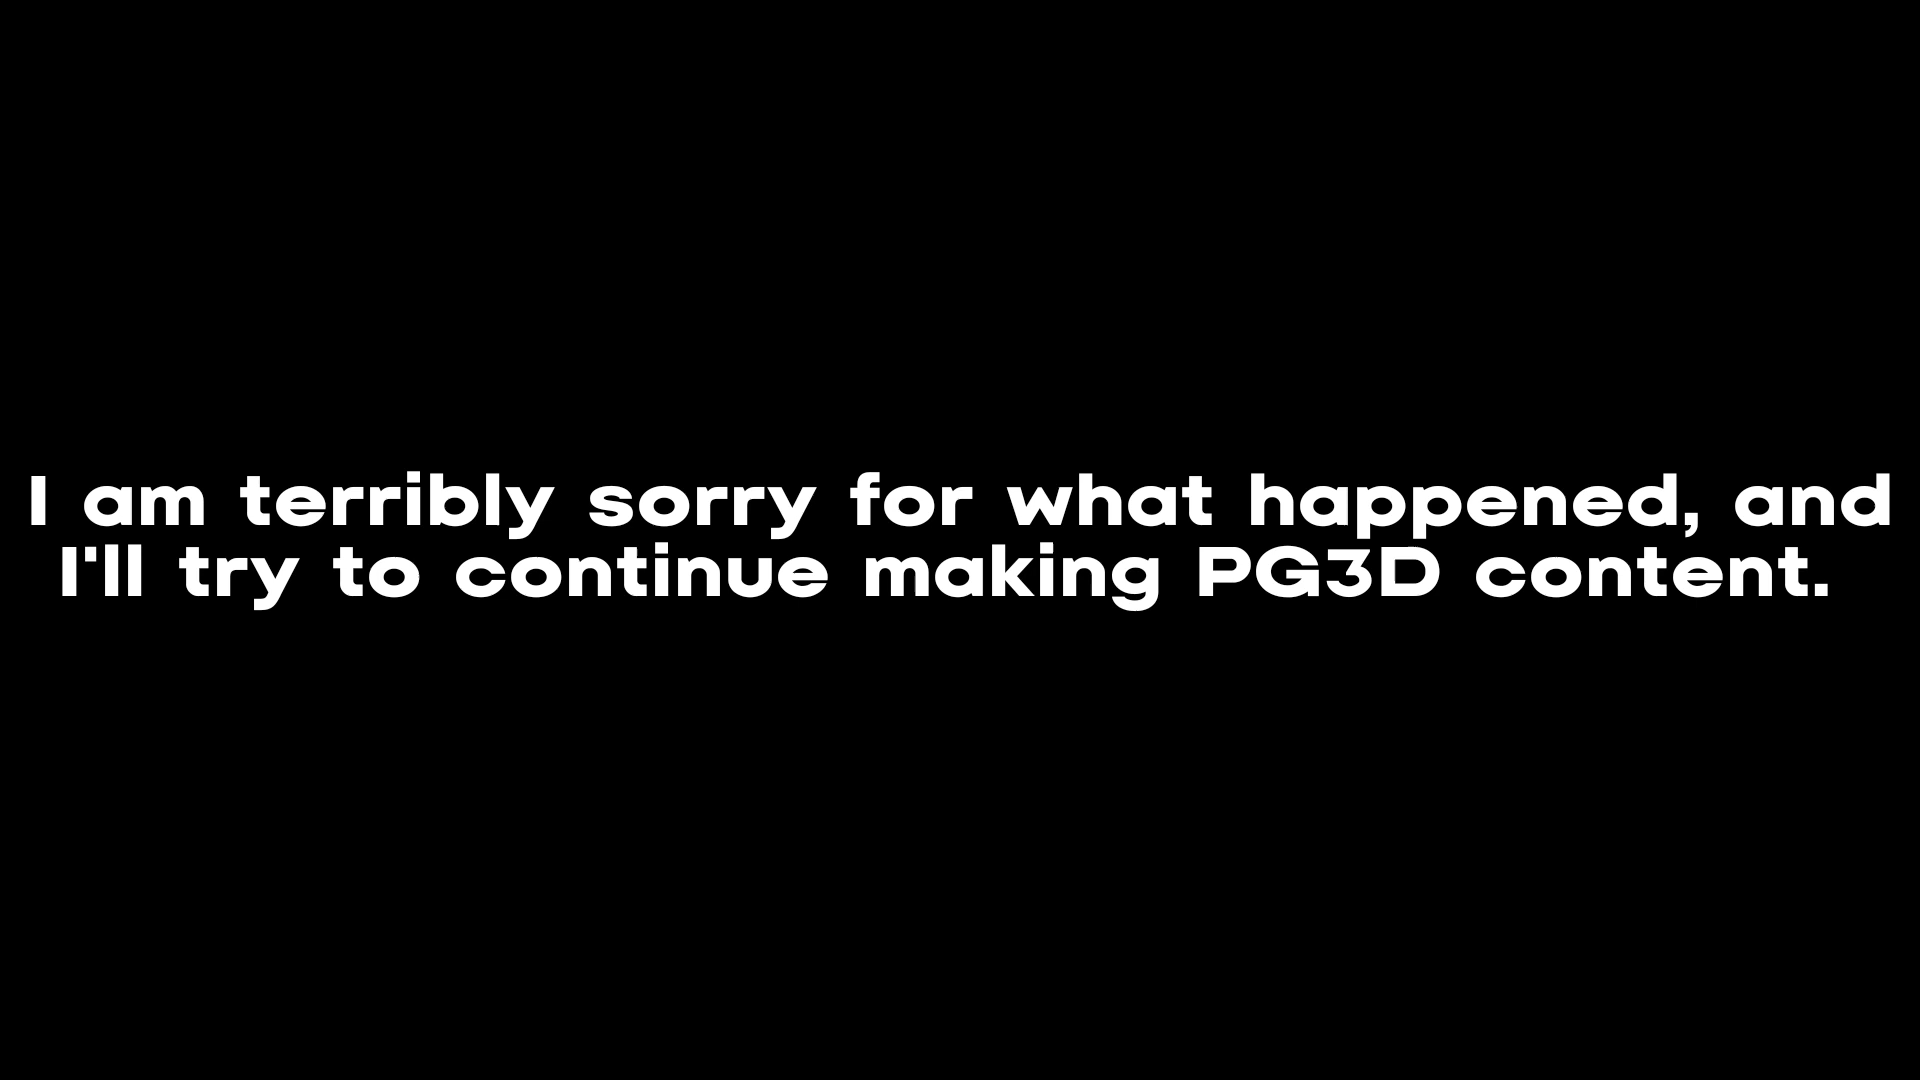 I am terribly sorry for what happened, and
I'll try to continue making PG3D content.